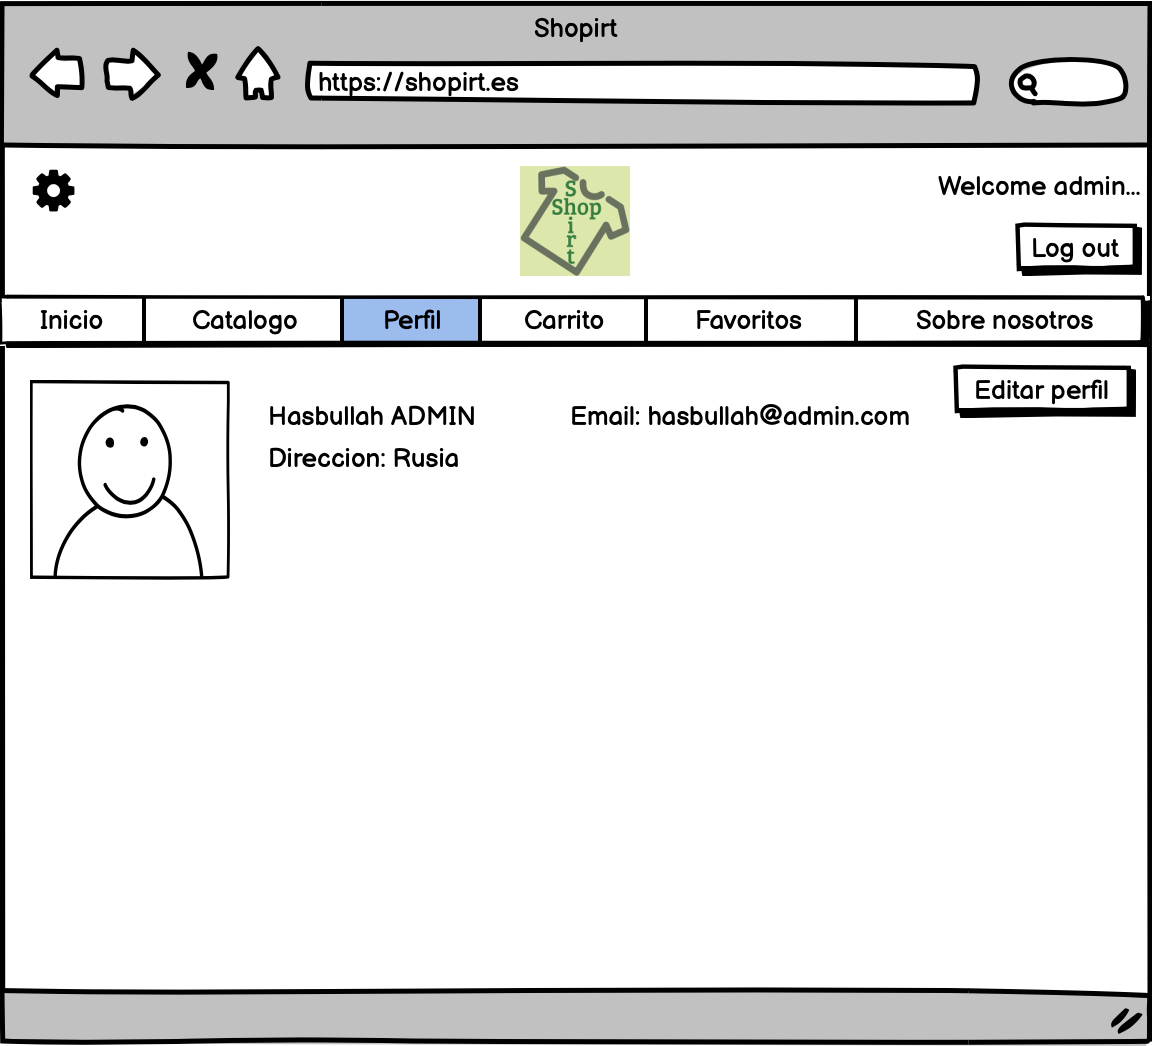 Shopirt
https://shopirt.es
Welcome admin...
S
Shop
i
r
t
Log out
Inicio Catalogo Perfil Carrito Favoritos Sobre nosotros
Editar perfil
Hasbullah ADMIN Email: hasbullah@admin.com
Direccion: Rusia